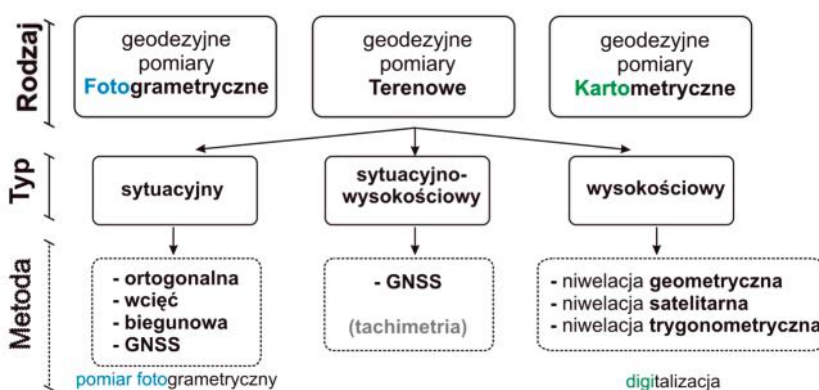 Rodzaj
geodezyjne
pomiary
Fotogrametryczne
geodezyjne
pomiary
Terenowe
geodezyjne
pomiary
Kartometryczne
Typ
sytuacyjny
sytuacyjno-
wysokościowy
wysokościowy
Metoda
- ortogonalna
- wcięć
- biegunowa
- GNSS
- GNSS
(tachimetria)
- niwelacja geometryczna
- niwelacja satelitarna
- niwelacja trygonometryczna
pomiar fotogrametryczny
digitalizacja